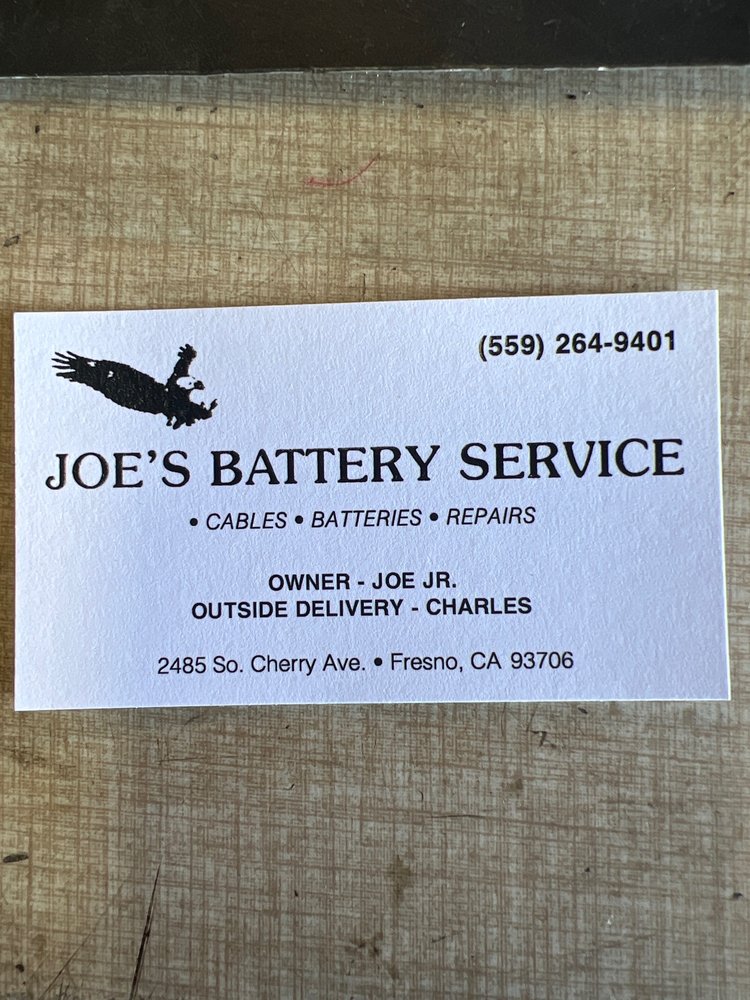 (559) 264-9401
JOE'S BATTERY SERVICE
• CABLES • BATTERIES • REPAIRS
OWNER - JOE JR.
OUTSIDE DELIVERY - CHARLES
2485 So. Cherry Ave. • Fresno, CA 93706